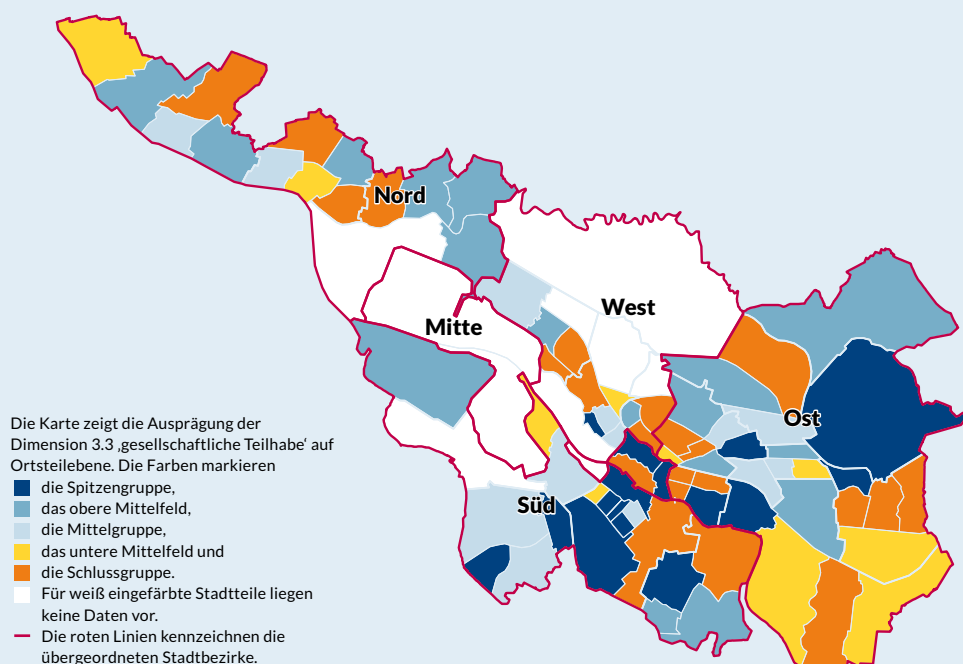 Nord
West
Mitte
Ost
Süd
Die Karte zeigt die Ausprägung der
Dimension 3.3 ‚gesellschaftliche Teilhabe‘ auf
Ortsteilebene. Die Farben markieren
die Spitzengruppe,
das obere Mittelfeld,
die Mittelgruppe,
das untere Mittelfeld und
die Schlussgruppe.
Für weiß eingefärbte Stadtteile liegen
keine Daten vor.
Die roten Linien kennzeichnen die
übergeordneten Stadtbezirke.